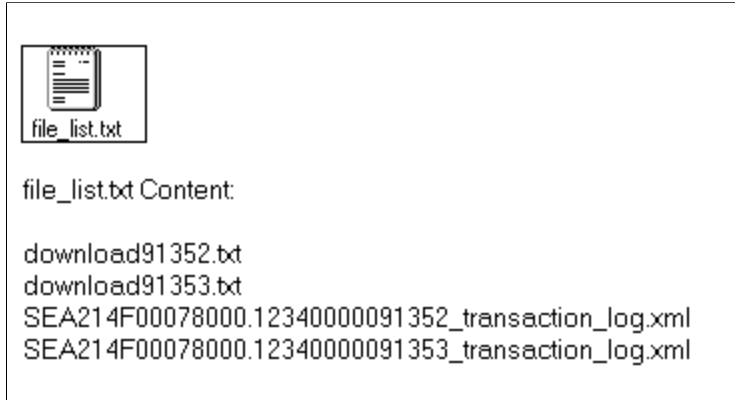 file_list.txt
file_list.txt Content:
download91352.txt
download91353.txt
SEA214F00078000.12340000091352_transaction_log.xml
SEA214F00078000.12340000091353_transaction_log.xml